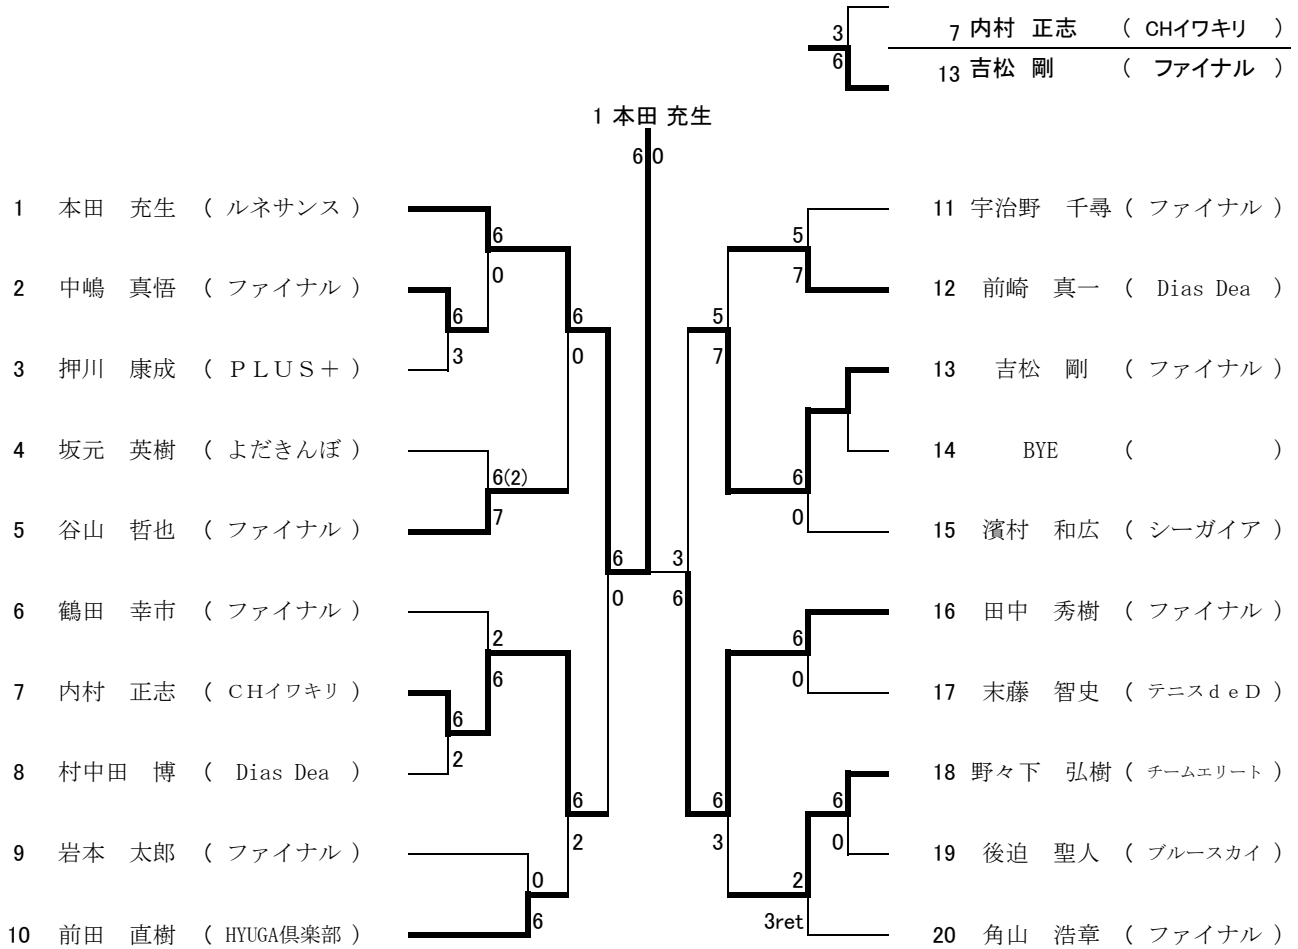 3 7 内村 正志 ( CHイワキリ )
6 13 吉松 剛 ( ファイナル )
1 本田 充生
6 0
1 本田 充生 ( ルネサンス ) 11 宇治野 千尋 ( ファイナル )
6 5
0 7
2 中嶋 真悟 ( ファイナル ) 12 前崎 真一 ( Dias Dea )
6 6 5
3 0 7
3 押川 康成 ( PLUS+ ) 13 吉松 剛 ( ファイナル )
4 坂元 英樹 ( よだきんぼ ) 14 BYE ( )
6(2) 6
7 0
5 谷山 哲也 ( ファイナル ) 15 濱村 和広 ( シーガイア )
6 3
0 6
6 鶴田 幸市 ( ファイナル ) 16 田中 秀樹 ( ファイナル )
2 6
6 0
7 内村 正志 ( CHイワキリ ) 17 末藤 智史 ( テニスdeD )
6
2
8 村中田 博 ( Dias Dea ) 18 野々下 弘樹 ( チームエリート )
6 6 6
2 3 0
9 岩本 太郎 ( ファイナル ) 19 後迫 聖人 ( ブルースカイ )
0 2
6 3ret
10 前田 直樹 ( HYUGA倶楽部 ) 20 角山 浩章 ( ファイナル )